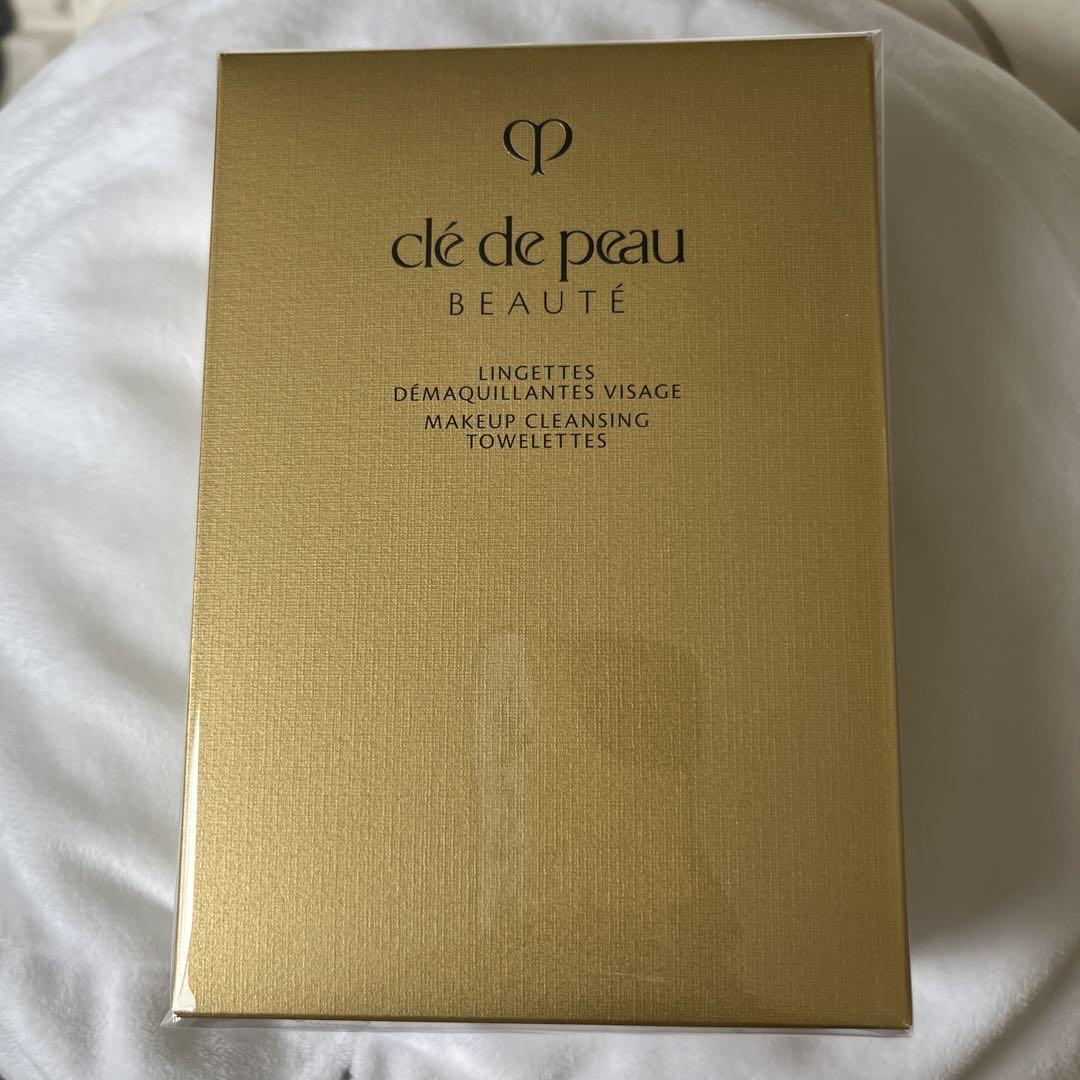 clé de peau
BEAUTÉ
LINGETTES
DÉMAQUILLANTES VISAGE
MAKEUP CLEANSING
TOWELETTES